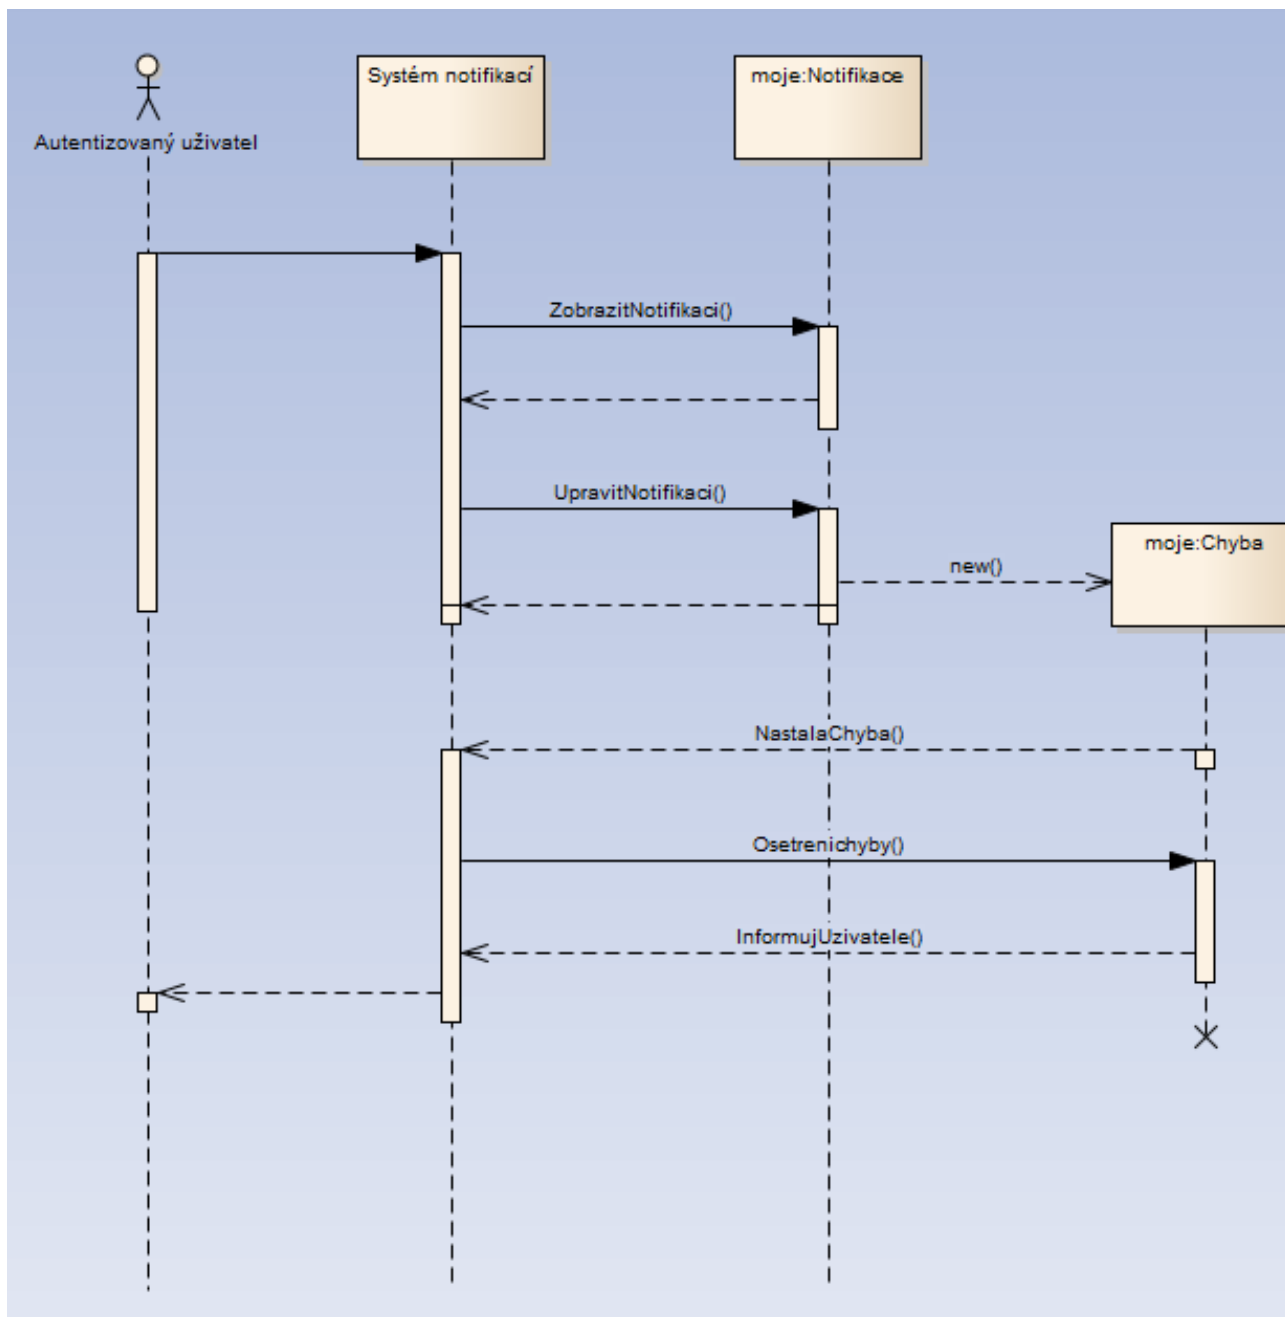 Systém notifikací
moje:Notifikace
Autentizovaný uživatel
ZobrazitNotifikaci()
UpravitNotifikaci()
moje:Chyba
new()
NastalaChyba()
Osetrenichyby()
InformujUzivatele()